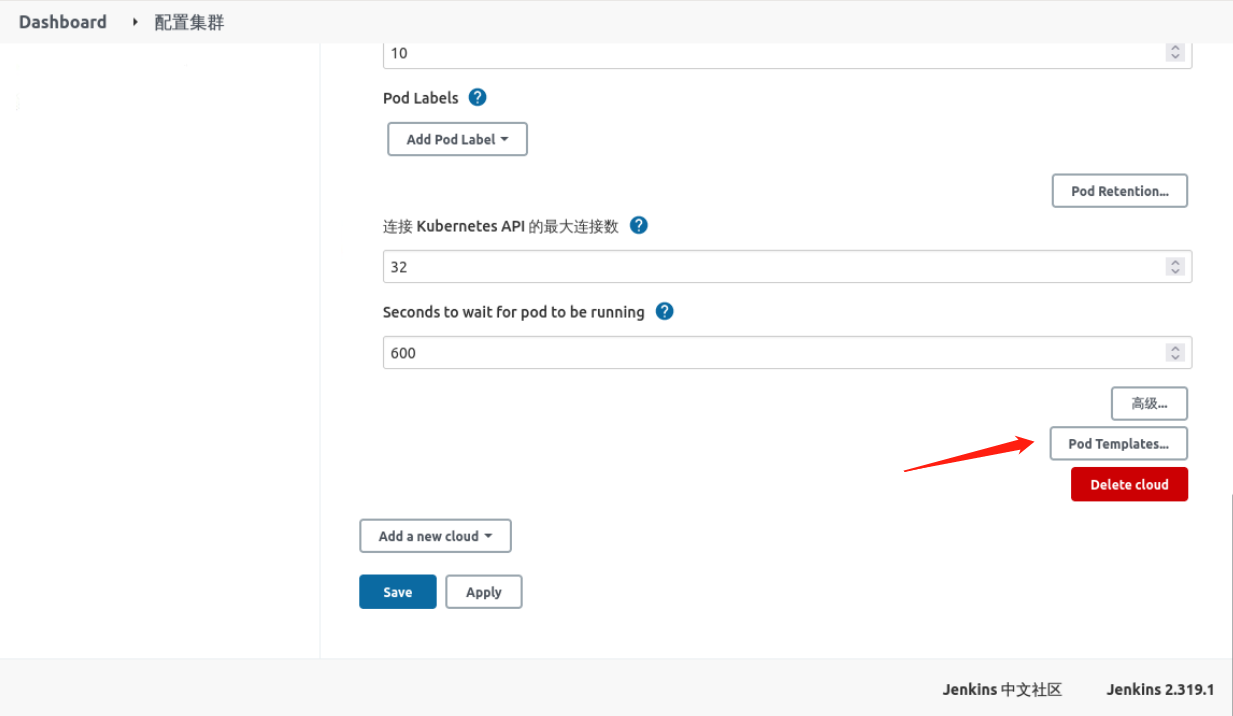 Dashboard 配置集群
10
Pod Labels ?
Add Pod Label
Pod Retention...
连接 Kubernetes API 的最大连接数 ?
32
Seconds to wait for pod to be running ?
600
高级...
Pod Templates...
Delete cloud
Add a new cloud
Save Apply
Jenkins 中文社区 Jenkins 2.319.1